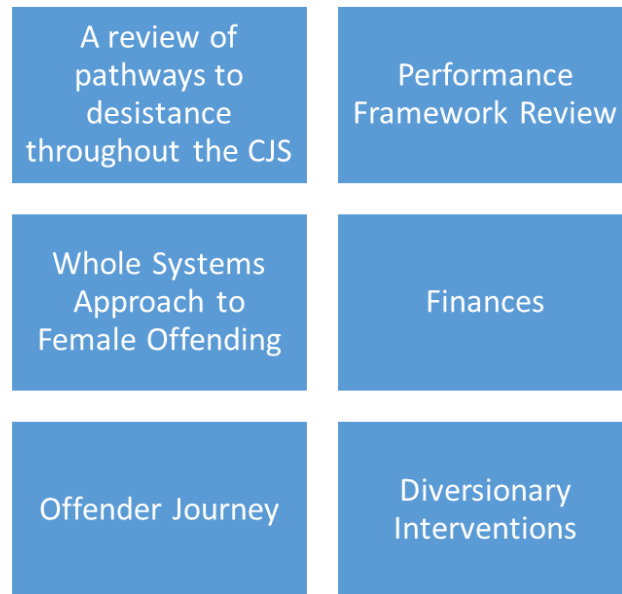 A review of
pathways to
desistance
throughout the CJS
Performance
Framework Review
Whole Systems
Approach to
Female Offending
Finances
Offender Journey
Diversionary
Interventions